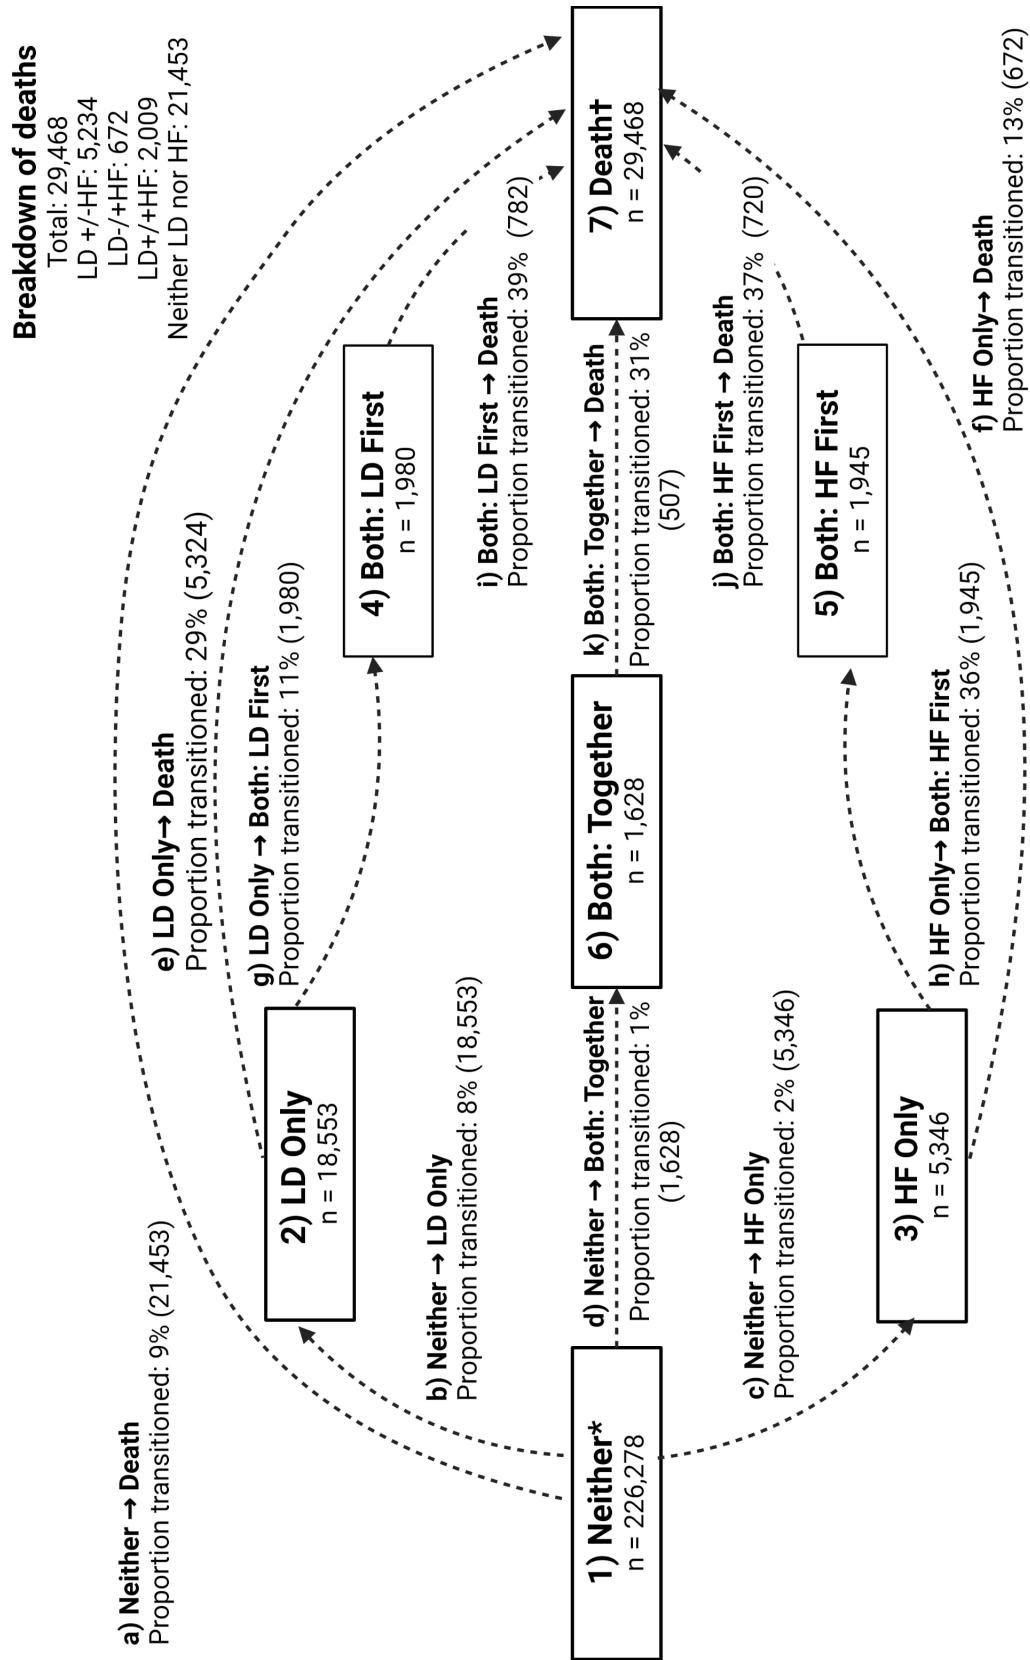 Breakdown of deaths
Total: 29,468
LD +/-HF: 5,234
LD-/+HF: 672
LD+/+HF: 2,009
Neither LD nor HF: 21,453
a) Neither → Death
Proportion transitioned: 9% (21,453)
e) LD Only→ Death
Proportion transitioned: 29% (5,324)
g) LD Only → Both: LD First
Proportion transitioned: 11% (1,980)
2) LD Only
n = 18,553
4) Both: LD First
n = 1,980
b) Neither → LD Only
Proportion transitioned: 8% (18,553)
i) Both: LD First → Death
Proportion transitioned: 39% (782)
1) Neither*
n = 226,278
d) Neither → Both: Together
Proportion transitioned: 1%
(1,628)
6) Both: Together
n = 1,628
k) Both: Together → Death
Proportion transitioned: 31%
(507)
7) Death†
n = 29,468
c) Neither → HF Only
Proportion transitioned: 2% (5,346)
j) Both: HF First → Death
Proportion transitioned: 37% (720)
3) HF Only
n = 5,346
5) Both: HF First
n = 1,945
h) HF Only→ Both: HF First
Proportion transitioned: 36% (1,945)
f) HF Only→ Death
Proportion transitioned: 13% (672)